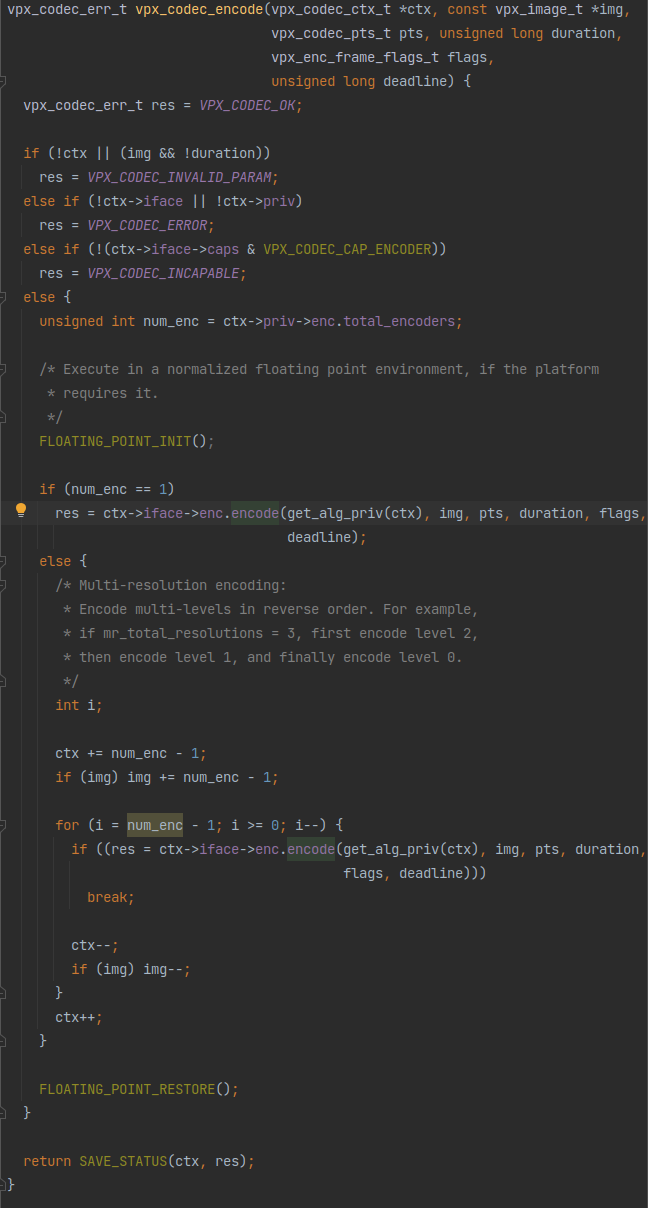 vpx_codec_err_t vpx_codec_encode(vpx_codec_ctx_t *ctx, const vpx_image_t *img,
                                 vpx_codec_pts_t pts, unsigned long duration,
                                 vpx_enc_frame_flags_t flags,
                                 unsigned long deadline) {
  vpx_codec_err_t res = VPX_CODEC_OK;

  if (!ctx || (img && !duration))
    res = VPX_CODEC_INVALID_PARAM;
  else if (!ctx->iface || !ctx->priv)
    res = VPX_CODEC_ERROR;
  else if (!(ctx->iface->caps & VPX_CODEC_CAP_ENCODER))
    res = VPX_CODEC_INCAPABLE;
  else {
    unsigned int num_enc = ctx->priv->enc.total_encoders;

    /* Execute in a normalized floating point environment, if the platform
     * requires it.
     */
    FLOATING_POINT_INIT();

    if (num_enc == 1)
      res = ctx->iface->enc.encode(get_alg_priv(ctx), img, pts, duration, flags,
                                   deadline);
    else {
      /* Multi-resolution encoding:
       * Encode multi-levels in reverse order. For example,
       * if mr_total_resolutions = 3, first encode level 2,
       * then encode level 1, and finally encode level 0.
       */
      int i;

      ctx += num_enc - 1;
      if (img) img += num_enc - 1;

      for (i = num_enc - 1; i >= 0; i--) {
        if ((res = ctx->iface->enc.encode(get_alg_priv(ctx), img, pts, duration,
                                          flags, deadline)))
          break;

        ctx--;
        if (img) img--;
      }
      ctx++;
    }

    FLOATING_POINT_RESTORE();
  }

  return SAVE_STATUS(ctx, res);
}